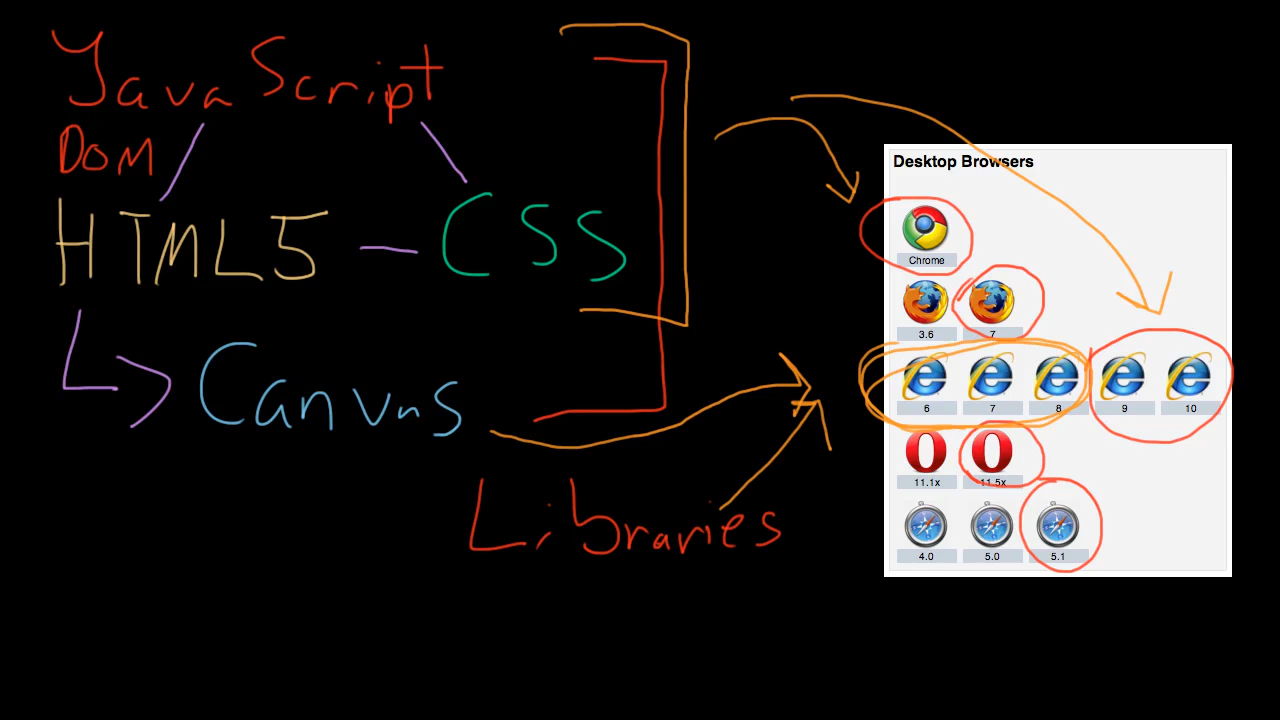 JavaScript
DOM
HTML5 - CSS
Canvas
Libraries
Desktop Browsers
Chrome
3.6 7
6 7 8 9 10
11.1x 11.5x
4.0 5.0 5.1